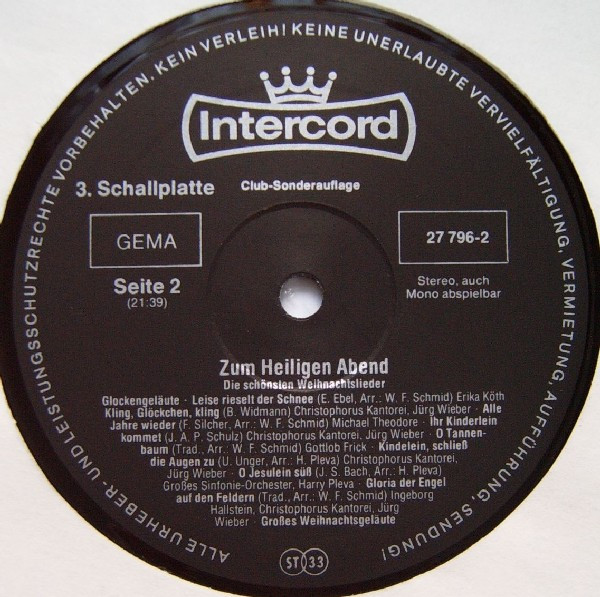 ALLE URHEBER- UND LEISTUNGSSCHUTZRECHTE VORBEHALTEN. KEIN VERLEIH! KEINE UNERLAUBTE VERVIELFÄLTIGUNG, VERMIETUNG, AUFFÜHRUNG, SENDUNG!
Intercord
3. Schallplatte
Club-Sonderauflage
GEMA
27 796-2
Seite 2
(21:39)
Stereo, auch
Mono abspielbar
Zum Heiligen Abend
Die schönsten Weihnachtslieder
Glockengeläute · Leise rieselt der Schnee (E. Ebel, Arr.: W. F. Schmid) Erika Köth
Kling, Glöckchen, kling (B. Widmann) Christophorus Kantorei, Jürg Wieber · Alle
Jahre wieder (F. Silcher, Arr.: W. F. Schmid) Michael Theodore · Ihr Kinderlein
kommet (J. A. P. Schulz) Christophorus Kantorei, Jürg Wieber · O Tannen-
baum (Trad., Arr.: W. F. Schmid) Gottlob Frick · Kindelein, schließ
die Augen zu (U. Unger, Arr.: H. Pleva) Christophorus Kantorei,
Jürg Wieber · O Jesulein süß (J. S. Bach, Arr.: H. Pleva)
Großes Sinfonie-Orchester, Harry Pleva · Gloria der Engel
auf den Feldern (Trad., Arr.: W. F. Schmid) Ingeborg
Hallstein, Christophorus Kantorei, Jürg
Wieber · Großes Weihnachtsgeläute
ST 33